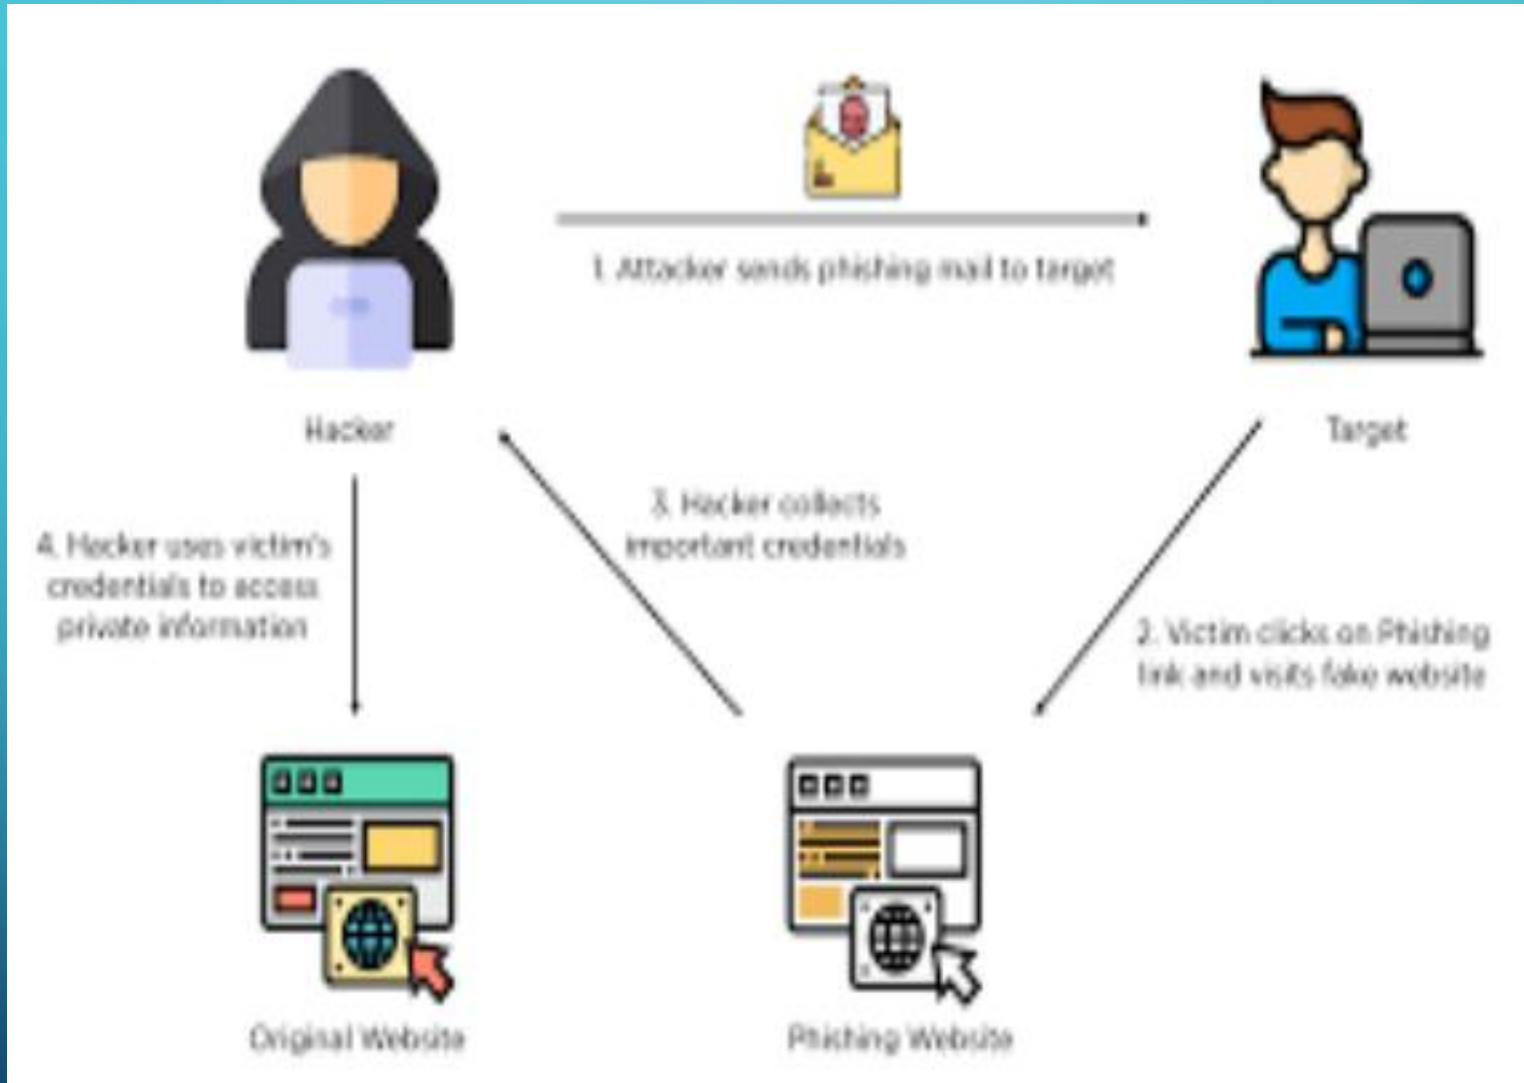 1. Attacker sends phishing mail to target
Hacker
Target
3. Hacker collects
important credentials
4. Hacker uses victim's
credentials to access
private information
2. Victim clicks on Phishing
link and visits fake website
Original Website
Phishing Website